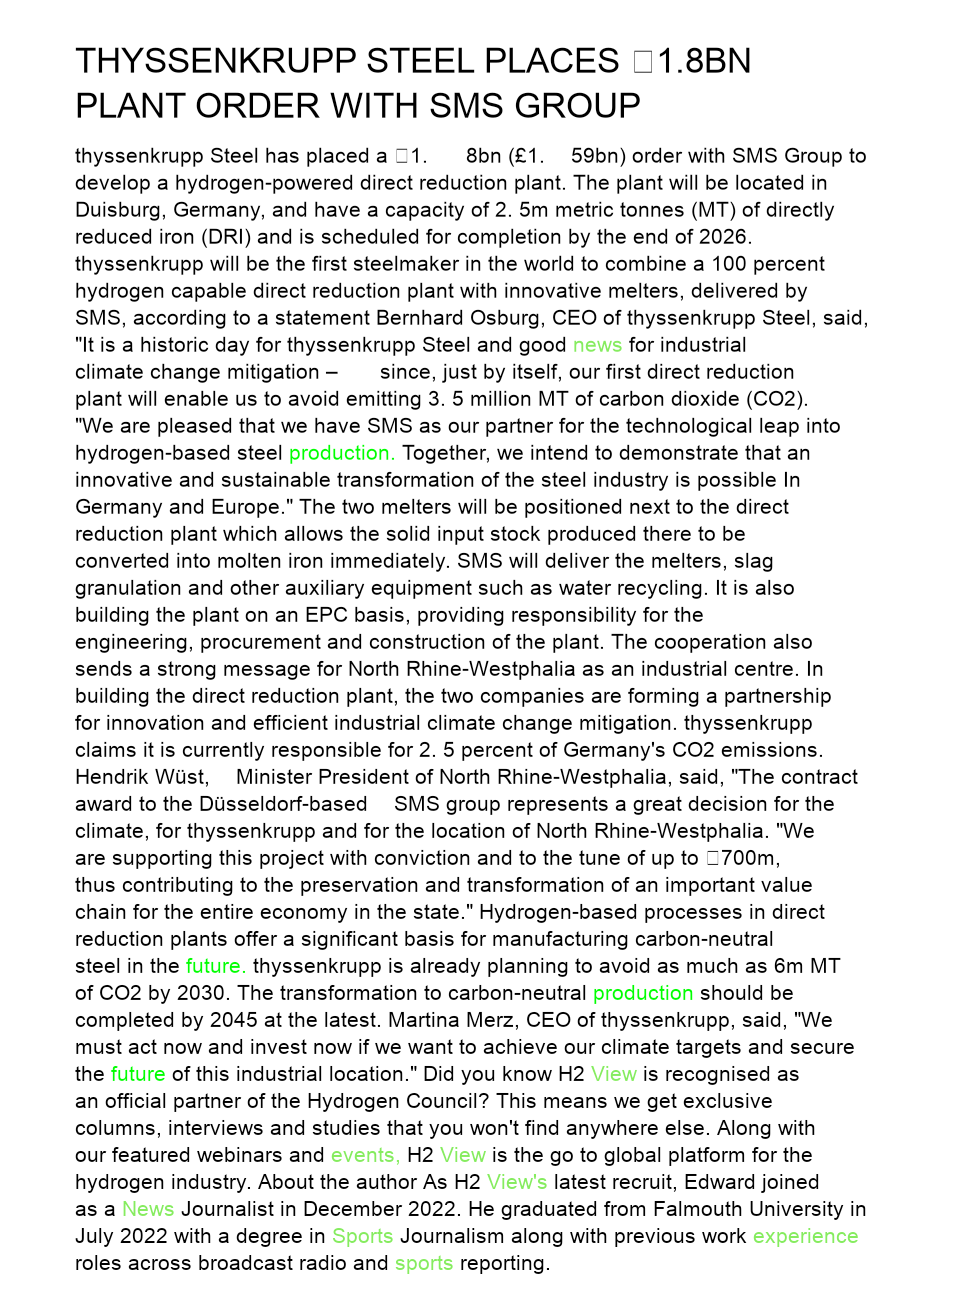 THYSSENKRUPP STEEL PLACES □1.8BN
PLANT ORDER WITH SMS GROUP
thyssenkrupp Steel has placed a □1. 8bn (£1. 59bn) order with SMS Group to
develop a hydrogen-powered direct reduction plant. The plant will be located in
Duisburg, Germany, and have a capacity of 2. 5m metric tonnes (MT) of directly
reduced iron (DRI) and is scheduled for completion by the end of 2026.
thyssenkrupp will be the first steelmaker in the world to combine a 100 percent
hydrogen capable direct reduction plant with innovative melters, delivered by
SMS, according to a statement Bernhard Osburg, CEO of thyssenkrupp Steel, said,
"It is a historic day for thyssenkrupp Steel and good news for industrial
climate change mitigation – since, just by itself, our first direct reduction
plant will enable us to avoid emitting 3. 5 million MT of carbon dioxide (CO2).
"We are pleased that we have SMS as our partner for the technological leap into
hydrogen-based steel production. Together, we intend to demonstrate that an
innovative and sustainable transformation of the steel industry is possible In
Germany and Europe." The two melters will be positioned next to the direct
reduction plant which allows the solid input stock produced there to be
converted into molten iron immediately. SMS will deliver the melters, slag
granulation and other auxiliary equipment such as water recycling. It is also
building the plant on an EPC basis, providing responsibility for the
engineering, procurement and construction of the plant. The cooperation also
sends a strong message for North Rhine-Westphalia as an industrial centre. In
building the direct reduction plant, the two companies are forming a partnership
for innovation and efficient industrial climate change mitigation. thyssenkrupp
claims it is currently responsible for 2. 5 percent of Germany's CO2 emissions.
Hendrik Wüst, Minister President of North Rhine-Westphalia, said, "The contract
award to the Düsseldorf-based SMS group represents a great decision for the
climate, for thyssenkrupp and for the location of North Rhine-Westphalia. "We
are supporting this project with conviction and to the tune of up to □700m,
thus contributing to the preservation and transformation of an important value
chain for the entire economy in the state." Hydrogen-based processes in direct
reduction plants offer a significant basis for manufacturing carbon-neutral
steel in the future. thyssenkrupp is already planning to avoid as much as 6m MT
of CO2 by 2030. The transformation to carbon-neutral production should be
completed by 2045 at the latest. Martina Merz, CEO of thyssenkrupp, said, "We
must act now and invest now if we want to achieve our climate targets and secure
the future of this industrial location." Did you know H2 View is recognised as
an official partner of the Hydrogen Council? This means we get exclusive
columns, interviews and studies that you won't find anywhere else. Along with
our featured webinars and events, H2 View is the go to global platform for the
hydrogen industry. About the author As H2 View's latest recruit, Edward joined
as a News Journalist in December 2022. He graduated from Falmouth University in
July 2022 with a degree in Sports Journalism along with previous work experience
roles across broadcast radio and sports reporting.